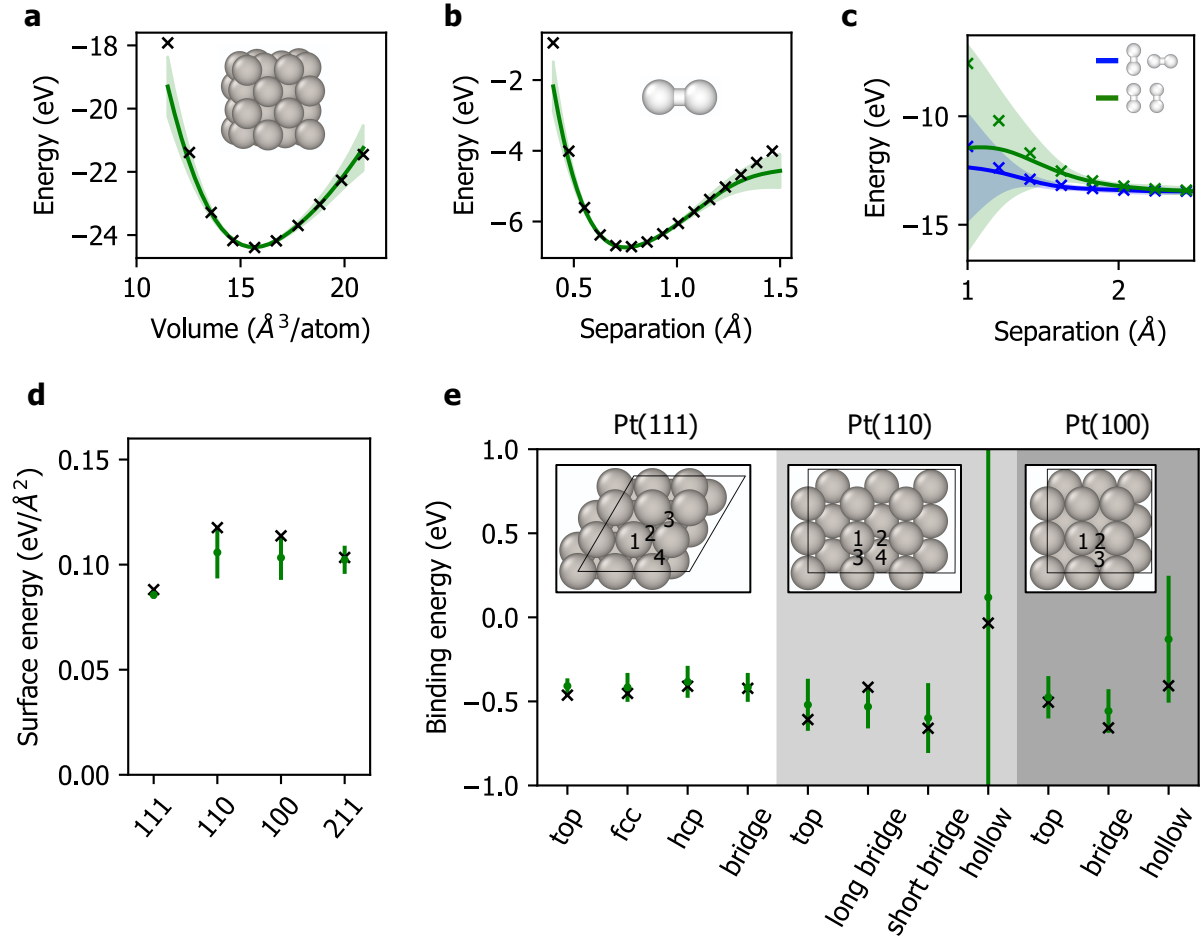 a
−18
−20
−22
−24
Energy (eV)
10
15
20
Volume (Å³/atom)
b
−2
−4
−6
Energy (eV)
0.5
1.0
1.5
Separation (Å)
c
−10
−15
Energy (eV)
1
2
Separation (Å)
d
0.15
0.10
0.05
0.00
Surface energy (eV/Å²)
111
110
100
211
e
Pt(111)
Pt(110)
Pt(100)
1.0
0.5
0.0
−0.5
−1.0
Binding energy (eV)
1 2 3
4
1 2
3 4
1 2
3
top
fcc
hcp
bridge
top
long bridge
short bridge
hollow
top
bridge
hollow